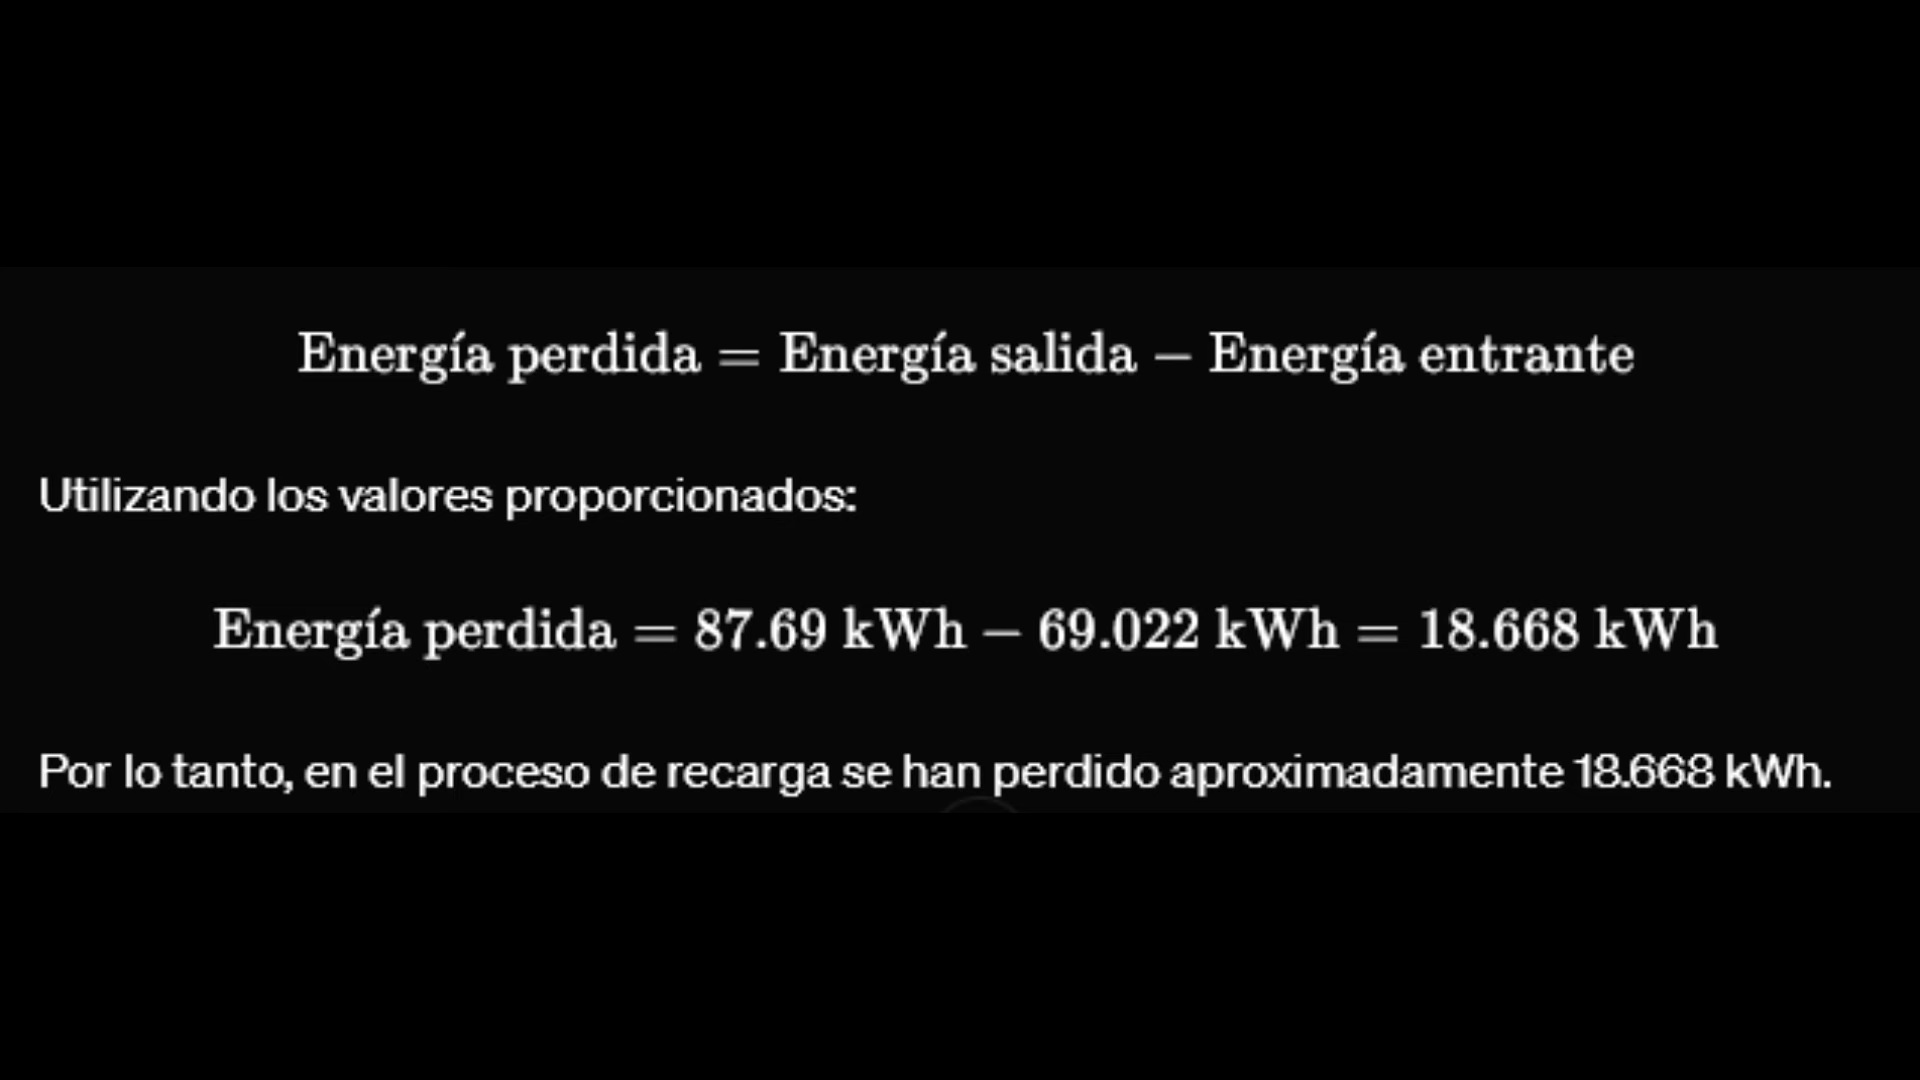 Energía perdida = Energía salida − Energía entrante
Utilizando los valores proporcionados:
Energía perdida = 87.69 kWh − 69.022 kWh = 18.668 kWh
Por lo tanto, en el proceso de recarga se han perdido aproximadamente 18.668 kWh.